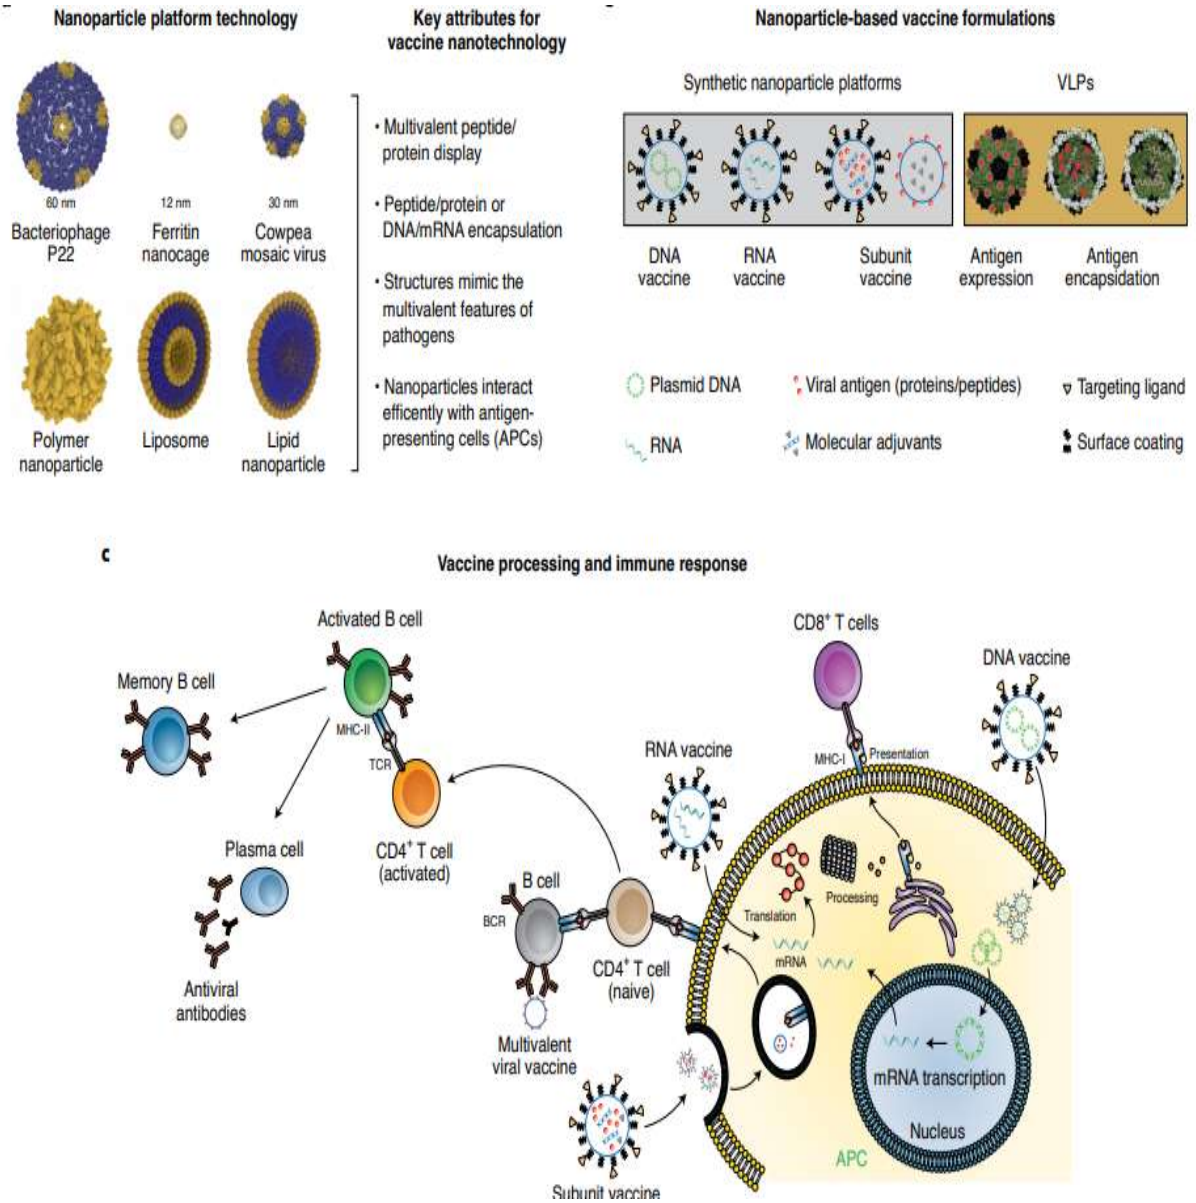 Nanoparticle platform technology
60 nm
12 nm
30 nm
Bacteriophage
P22
Ferritin
nanocage
Cowpea
mosaic virus
Polymer
nanoparticle
Liposome
Lipid
nanoparticle
Key attributes for
vaccine nanotechnology
• Multivalent peptide/
protein display
• Peptide/protein or
DNA/mRNA encapsulation
• Structures mimic the
multivalent features of
pathogens
• Nanoparticles interact
efficently with antigen-
presenting cells (APCs)
Nanoparticle-based vaccine formulations
Synthetic nanoparticle platforms
VLPs
DNA
vaccine
RNA
vaccine
Subunit
vaccine
Antigen
expression
Antigen
encapsidation
Plasmid DNA
Viral antigen (proteins/peptides)
Targeting ligand
RNA
Molecular adjuvants
Surface coating
c
Vaccine processing and immune response
Activated B cell
Memory B cell
MHC-II
TCR
Plasma cell
CD4+ T cell
(activated)
Antiviral
antibodies
B cell
BCR
CD4+ T cell
(naive)
Multivalent
viral vaccine
Subunit vaccine
RNA vaccine
CD8+ T cells
MHC-I
Presentation
DNA vaccine
Translation
Processing
mRNA
mRNA transcription
Nucleus
APC